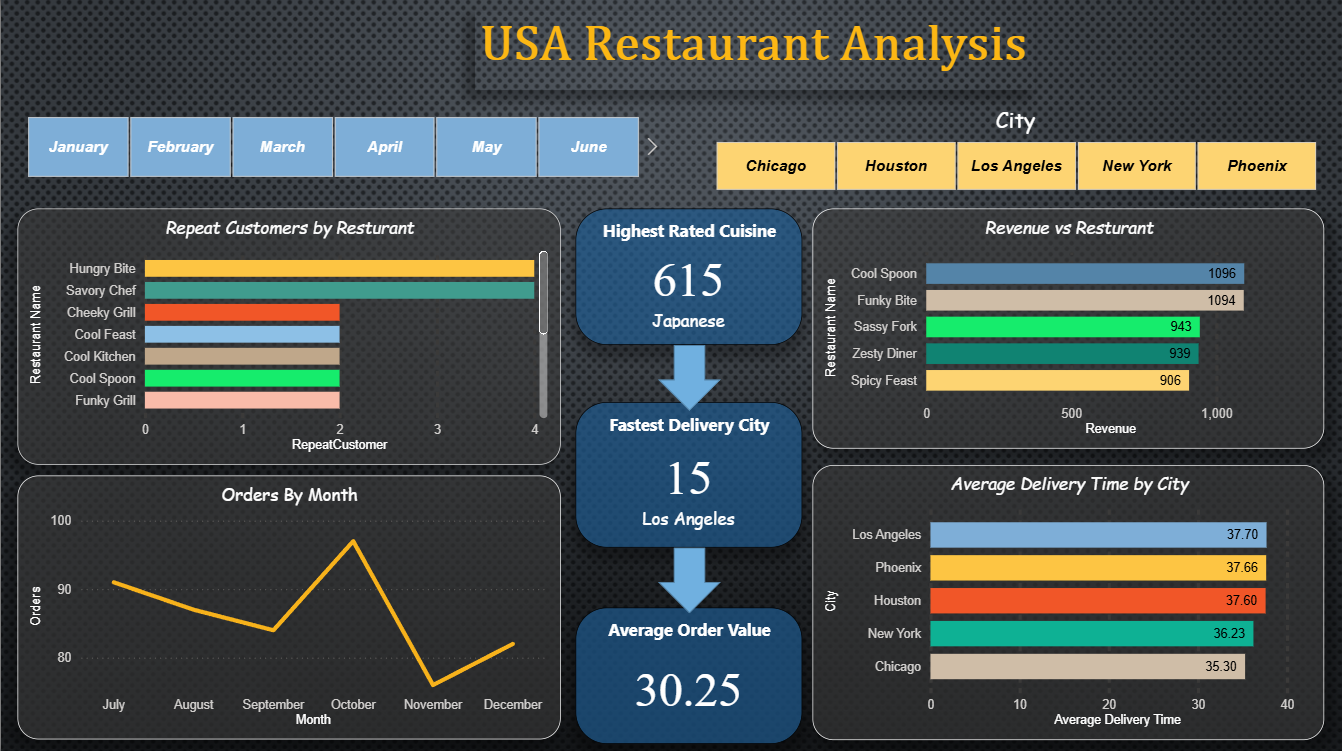 USA Restaurant Analysis
January February March April May June
City
Chicago Houston Los Angeles New York Phoenix
Repeat Customers by Resturant
Restaurant Name
Hungry Bite
Savory Chef
Cheeky Grill
Cool Feast
Cool Kitchen
Cool Spoon
Funky Grill
0 1 2 3 4
RepeatCustomer
Highest Rated Cuisine
615
Japanese
Revenue vs Resturant
Restaurant Name
Cool Spoon 1096
Funky Bite 1094
Sassy Fork 943
Zesty Diner 939
Spicy Feast 906
0 500 1,000
Revenue
Fastest Delivery City
15
Los Angeles
Orders By Month
Orders
100
90
80
July August September October November December
Month
Average Order Value
30.25
Average Delivery Time by City
City
Los Angeles 37.70
Phoenix 37.66
Houston 37.60
New York 36.23
Chicago 35.30
0 10 20 30 40
Average Delivery Time